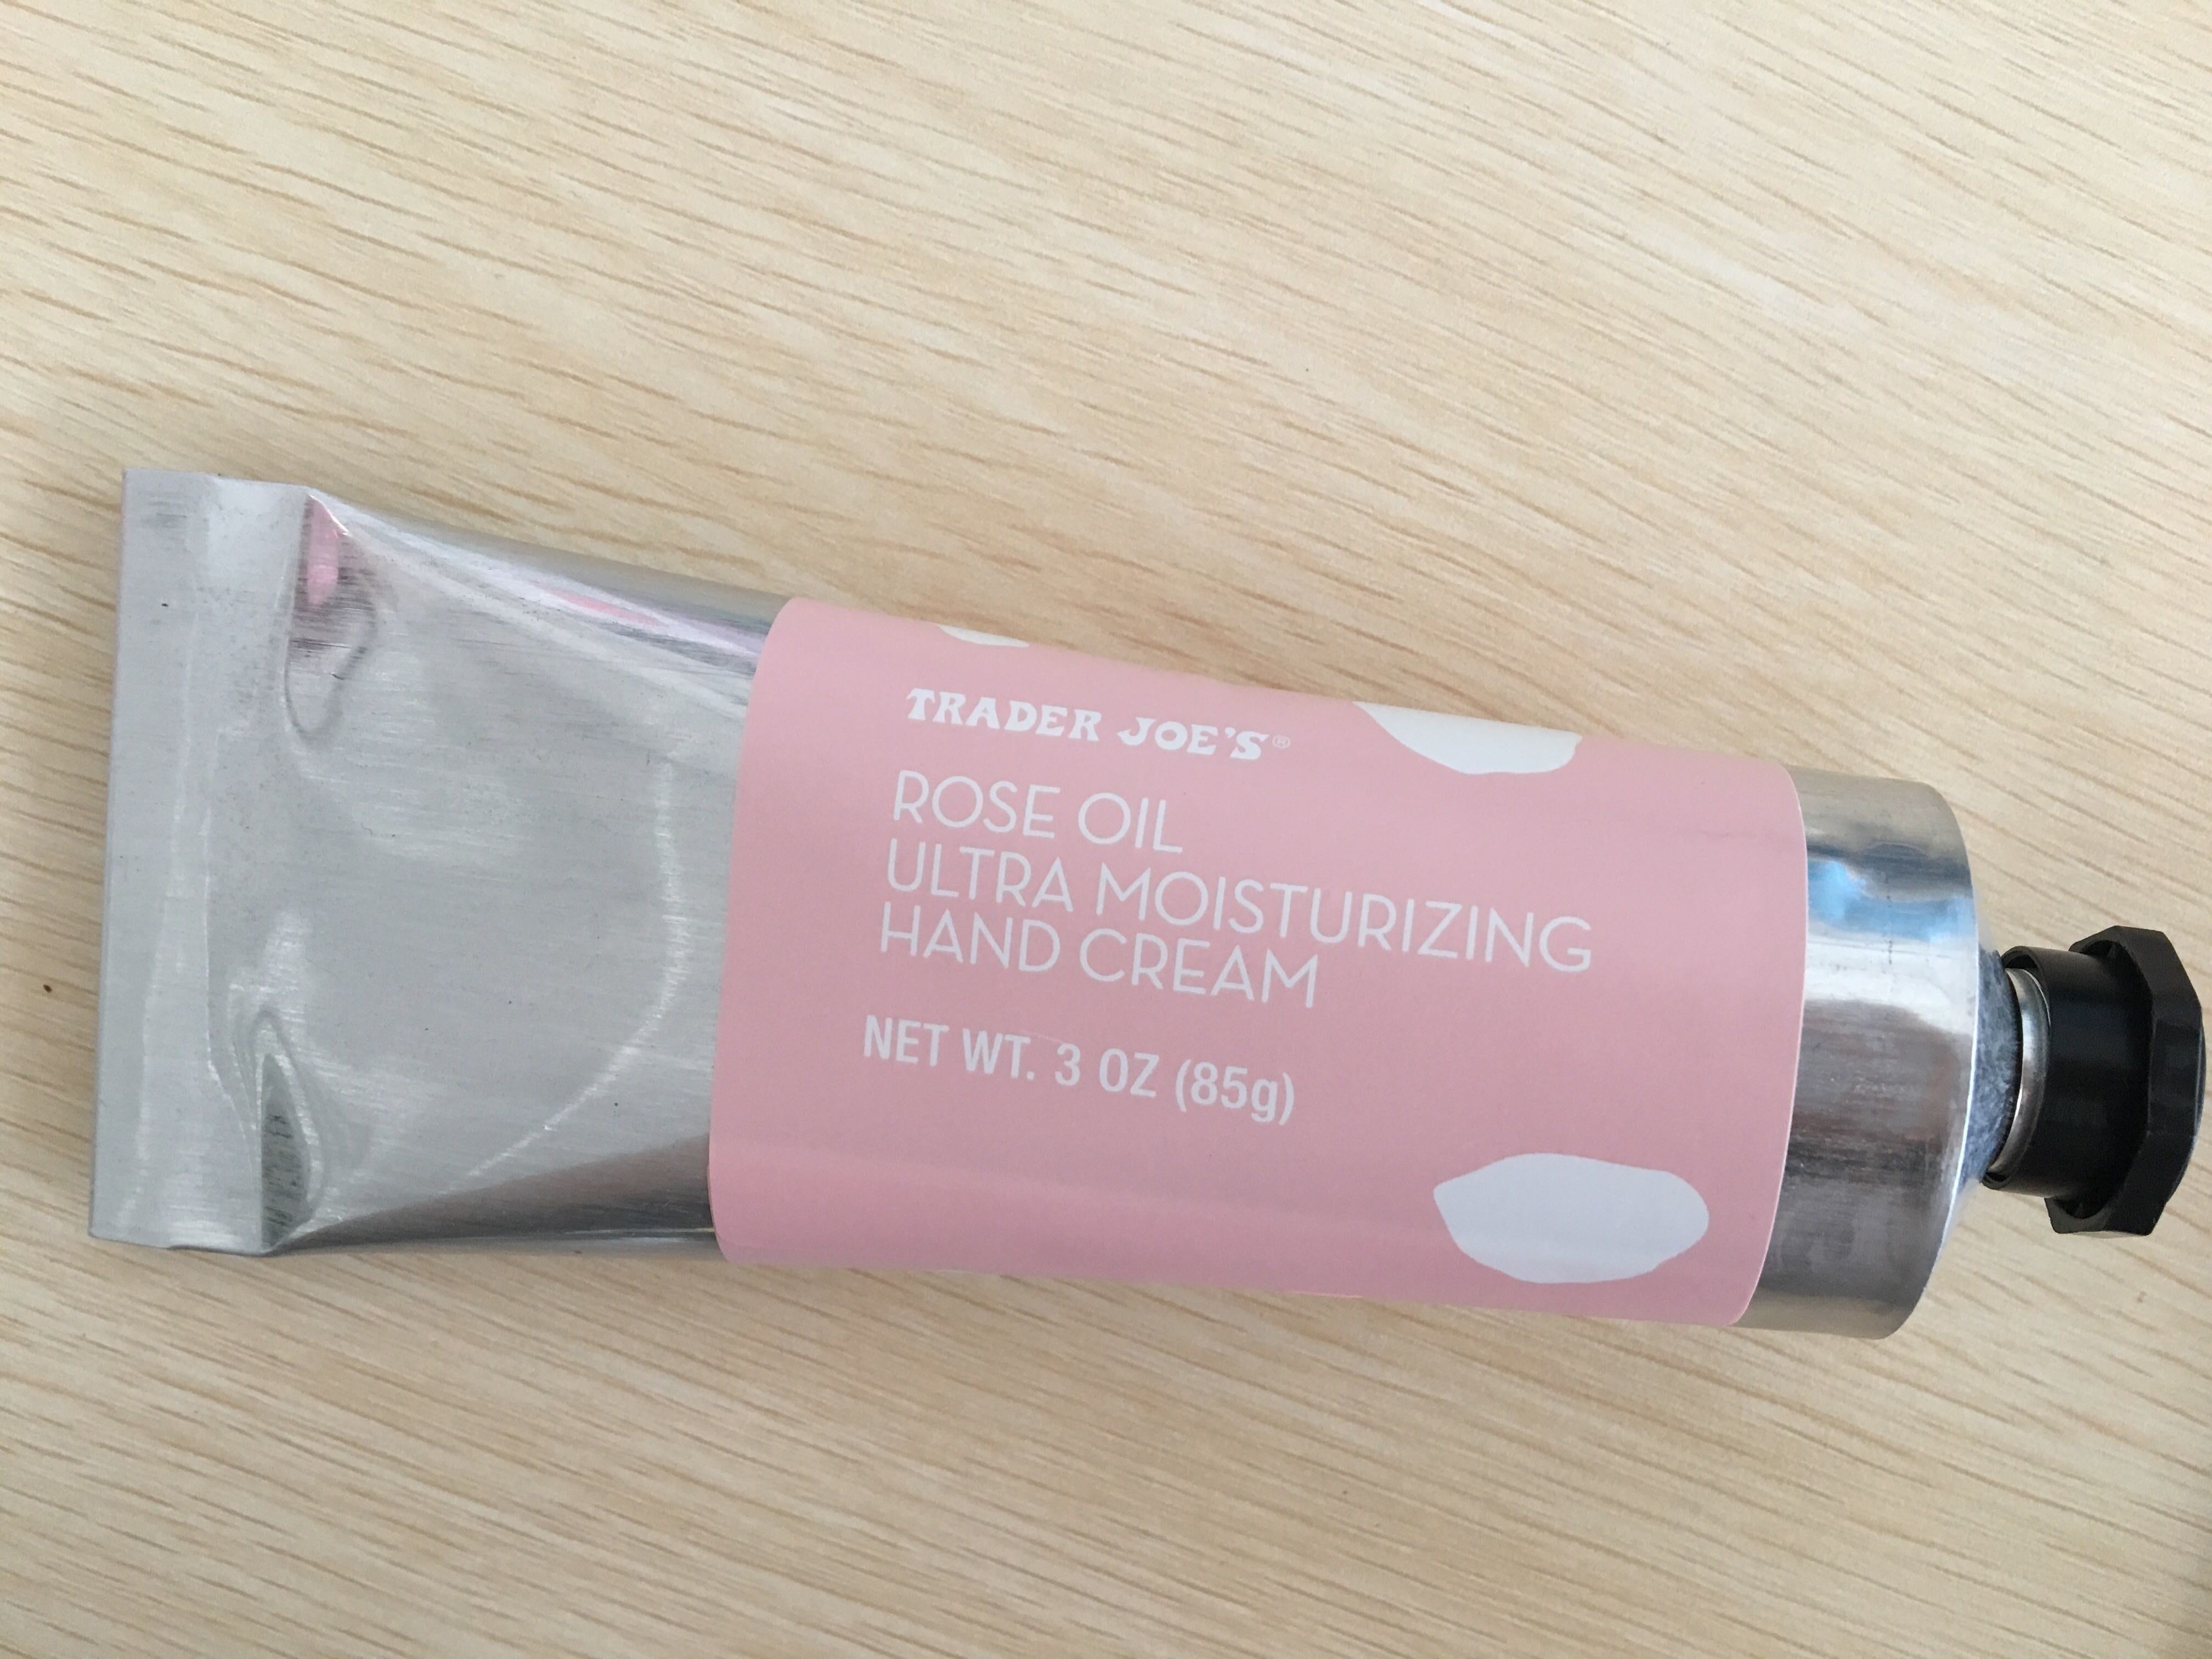 TRADER JOE'S®
ROSE OIL
ULTRA MOISTURIZING
HAND CREAM
NET WT. 3 OZ (85g)